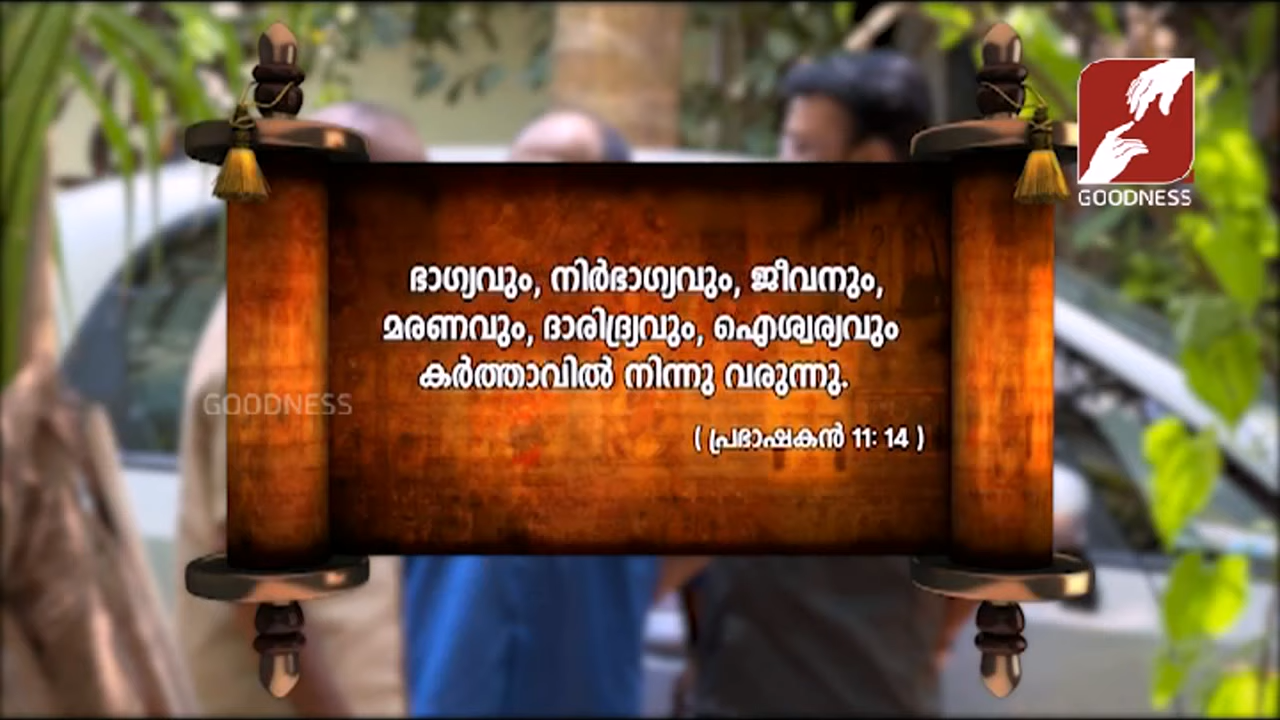 GOODNESS
ഭാഗ്യവും, നിർഭാഗ്യവും, ജീവനും,
മരണവും, ദാരിദ്ര്യവും, ഐശ്വര്യവും
കർത്താവിൽ നിന്നു വരുന്നു.
GOODNESS
( പ്രഭാഷകൻ 11: 14 )